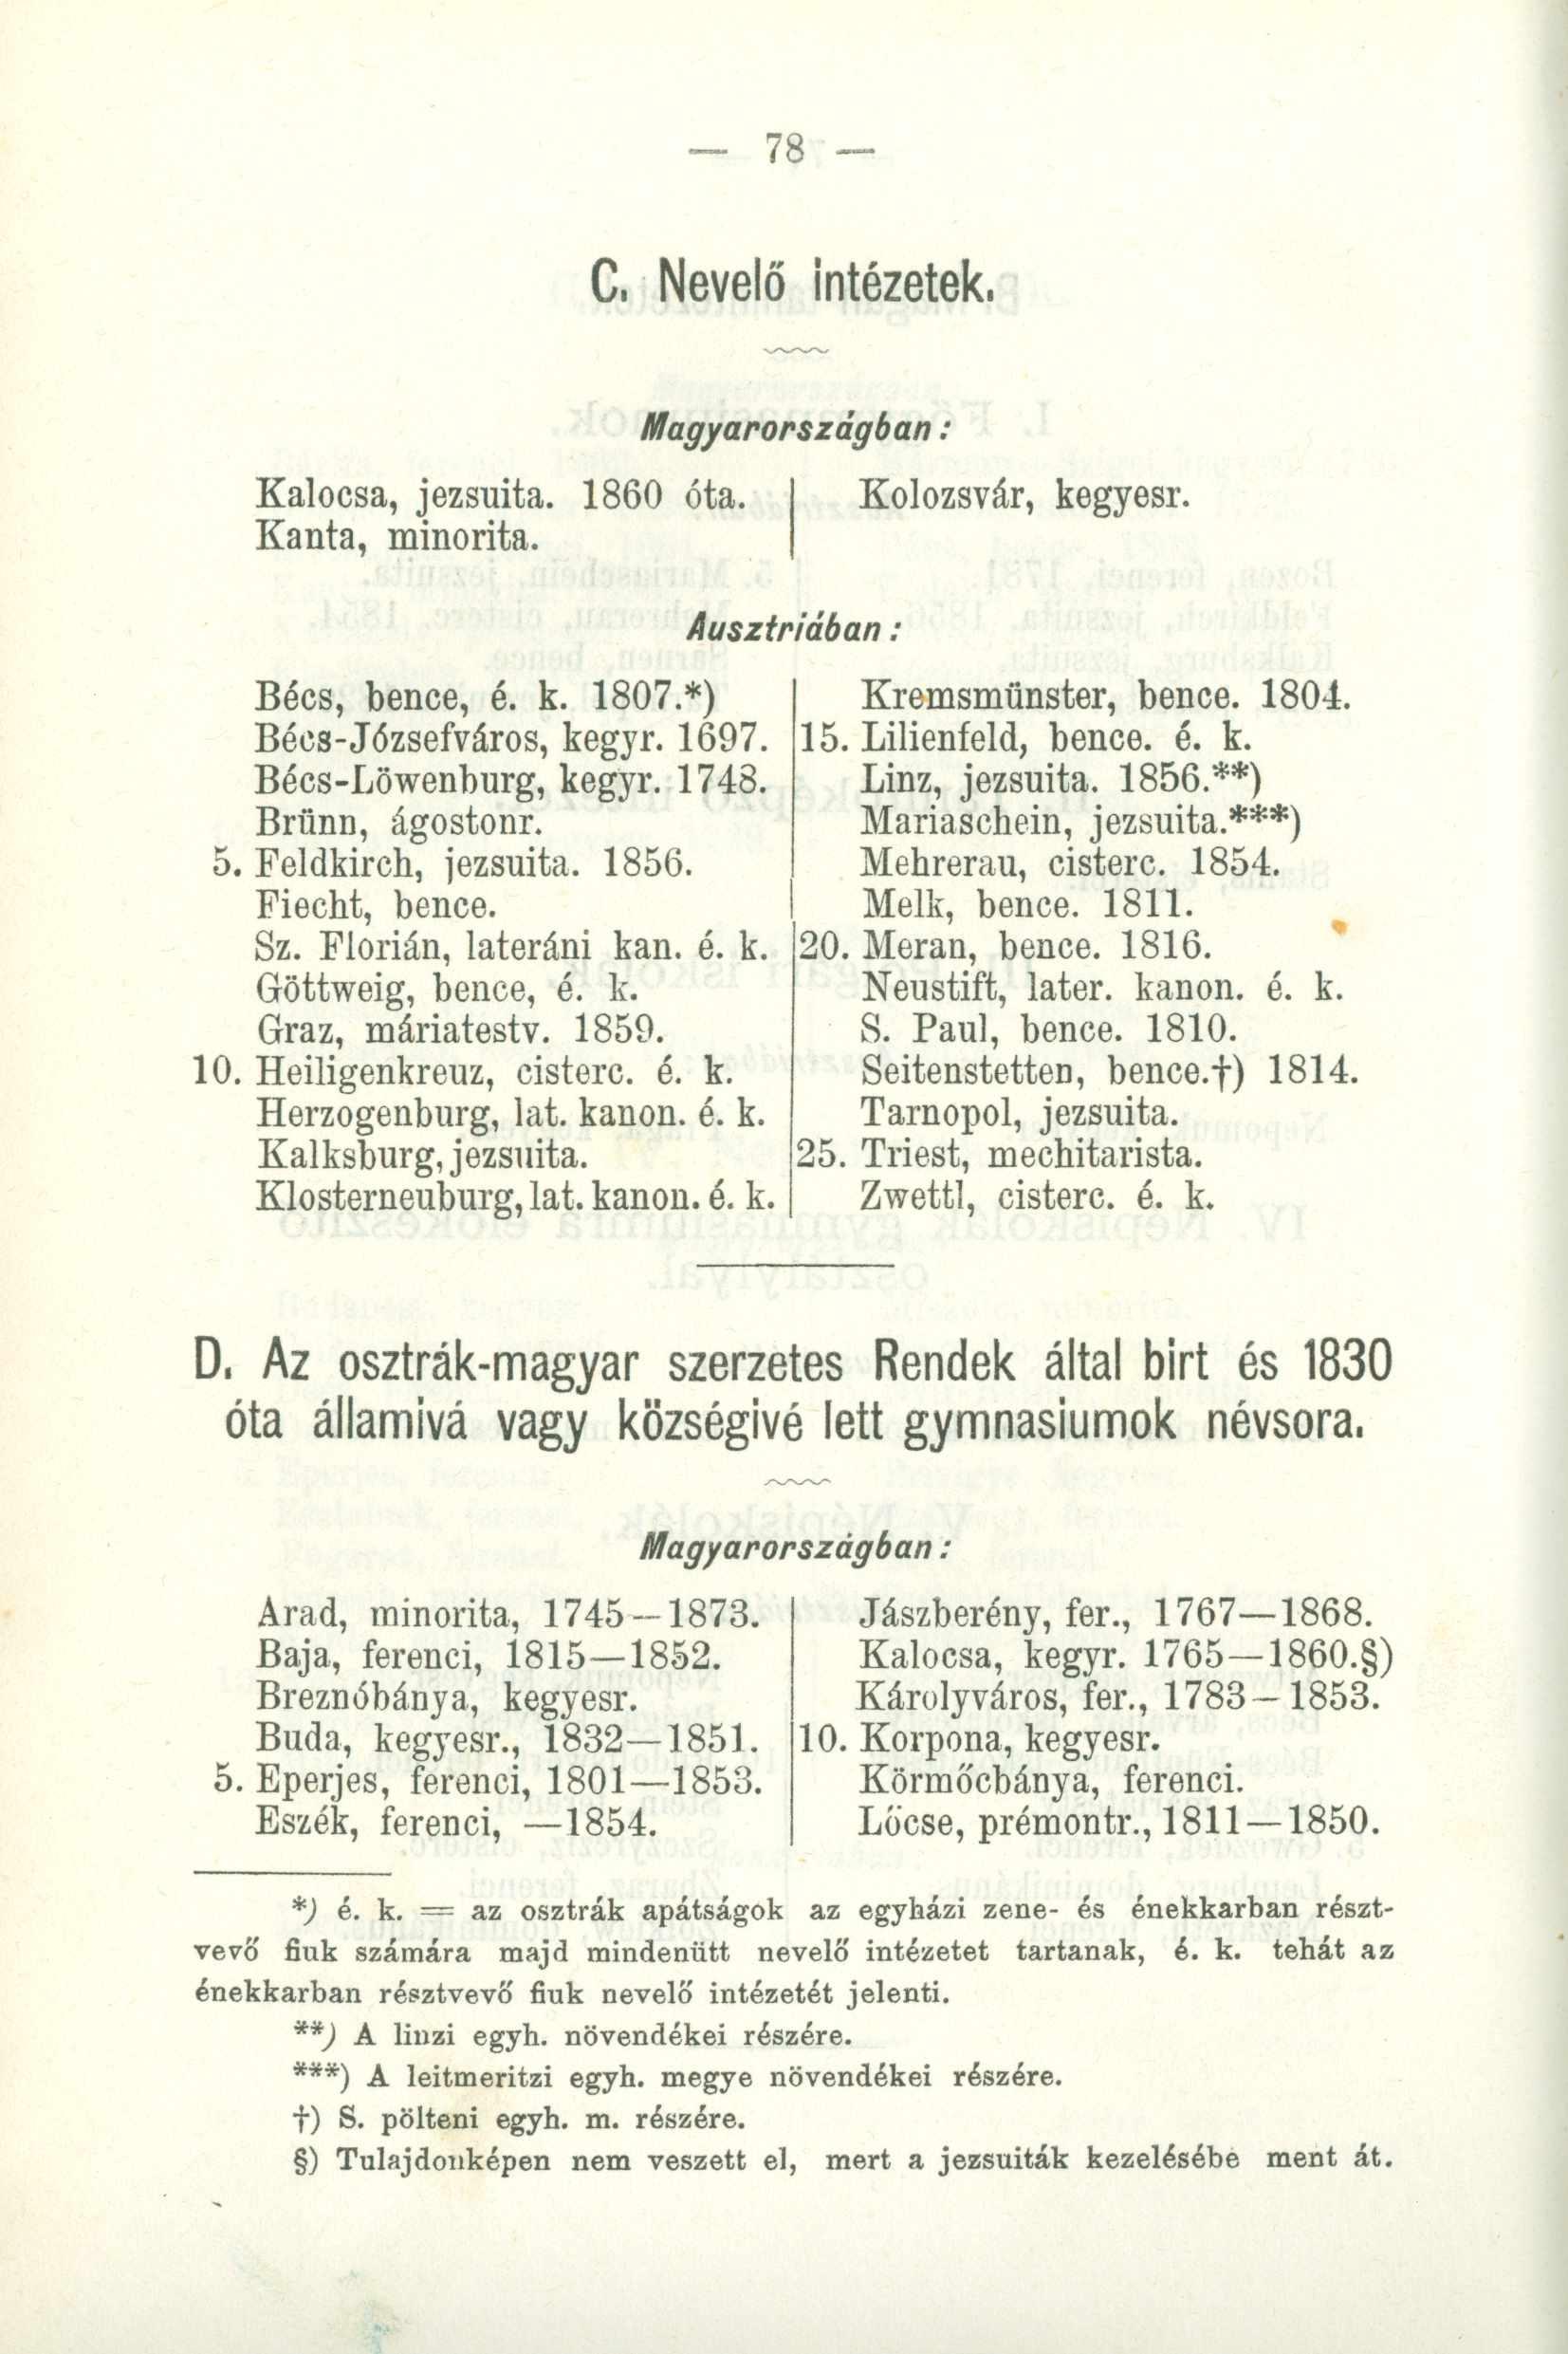 — 78 —
C. Nevelő intézetek.
Magyarországban:
Kalocsa, jezsuita. 1860 óta.
Kanta, minorita.
Kolozsvár, kegyesr.
Ausztriában:
Bécs, bence, é. k. 1807.*)
Bécs-Józsefváros, kegyr. 1697.
Bécs-Löwenburg, kegyr. 1748.
Brünn, ágostonr.
5. Feldkirch, jezsuita. 1856.
Fiecht, bence.
Sz. Florián, lateráni kan. é. k.
Göttweig, bence, é. k.
Graz, máriatestv. 1859.
10. Heiligenkreuz, cisterc. é. k.
Herzogenburg, lat. kanon. é. k.
Kalksburg, jezsuita.
Klosterneuburg, lat. kanon. é. k.
Kremsmünster, bence. 1804.
15. Lilienfeld, bence. é. k.
Linz, jezsuita. 1856.**)
Mariaschein, jezsuita.***)
Mehrerau, cisterc. 1854.
Melk, bence. 1811.
20. Meran, bence. 1816.
Neustift, later. kanon. é. k.
S. Paul, bence. 1810.
Seitenstetten, bence.†) 1814.
Tarnopol, jezsuita.
25. Triest, mechitarista.
Zwettl, cisterc. é. k.
D. Az osztrák-magyar szerzetes Rendek által birt és 1830
óta államivá vagy községivé lett gymnasiumok névsora.
Magyarországban:
Arad, minorita, 1745—1873.
Baja, ferenci, 1815—1852.
Breznóbánya, kegyesr.
Buda, kegyesr., 1832—1851.
5. Eperjes, ferenci, 1801—1853.
Eszék, ferenci, —1854.
Jászberény, fer., 1767—1868.
Kalocsa, kegyr. 1765—1860.§)
Károlyváros, fer., 1783—1853.
10. Korpona, kegyesr.
Körmőcbánya, ferenci.
Lőcse, prémontr., 1811—1850.
*) é. k. = az osztrák apátságok az egyházi zene- és énekkarban részt-
vevő fiuk számára majd mindenütt nevelő intézetet tartanak, é. k. tehát az
énekkarban résztvevő fiuk nevelő intézetét jelenti.
**) A linzi egyh. növendékei részére.
***) A leitmeritzi egyh. megye növendékei részére.
†) S. pölteni egyh. m. részére.
§) Tulajdonképen nem veszett el, mert a jezsuiták kezelésébe ment át.